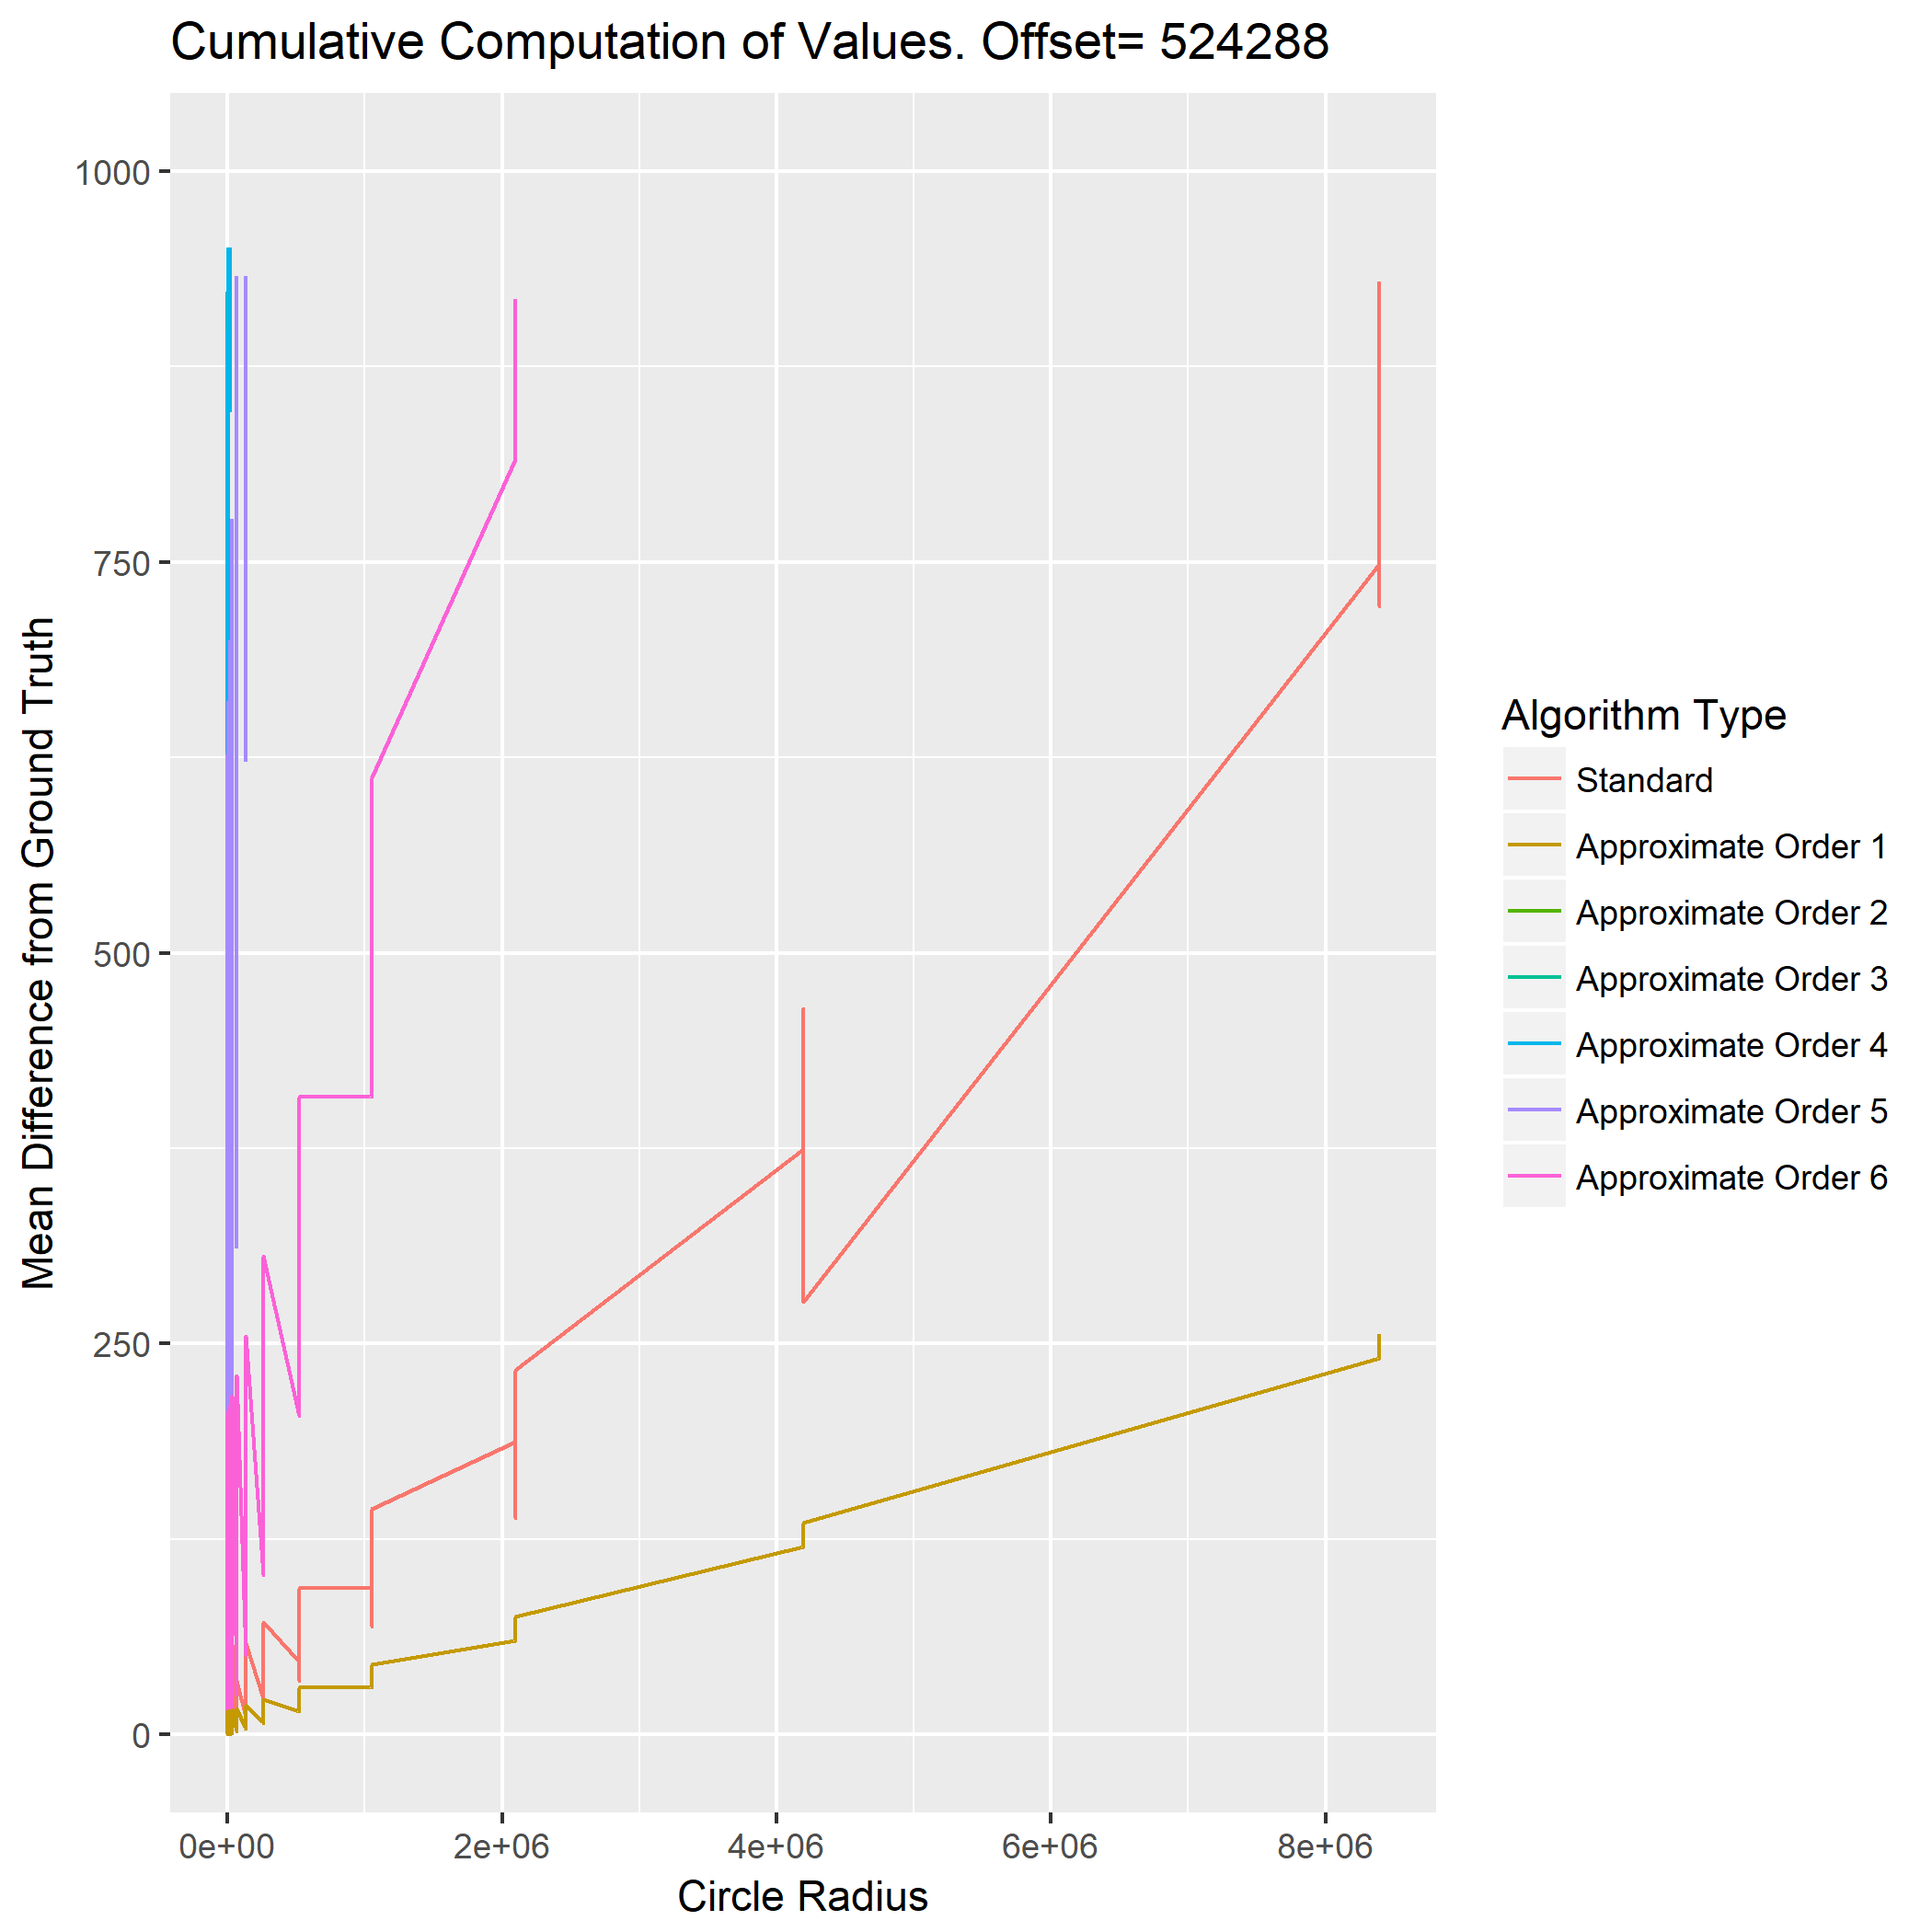 Cumulative Computation of Values. Offset= 524288
Mean Difference from Ground Truth
1000
750
500
250
0
0e+00
2e+06
4e+06
6e+06
8e+06
Circle Radius
Algorithm Type
Standard
Approximate Order 1
Approximate Order 2
Approximate Order 3
Approximate Order 4
Approximate Order 5
Approximate Order 6